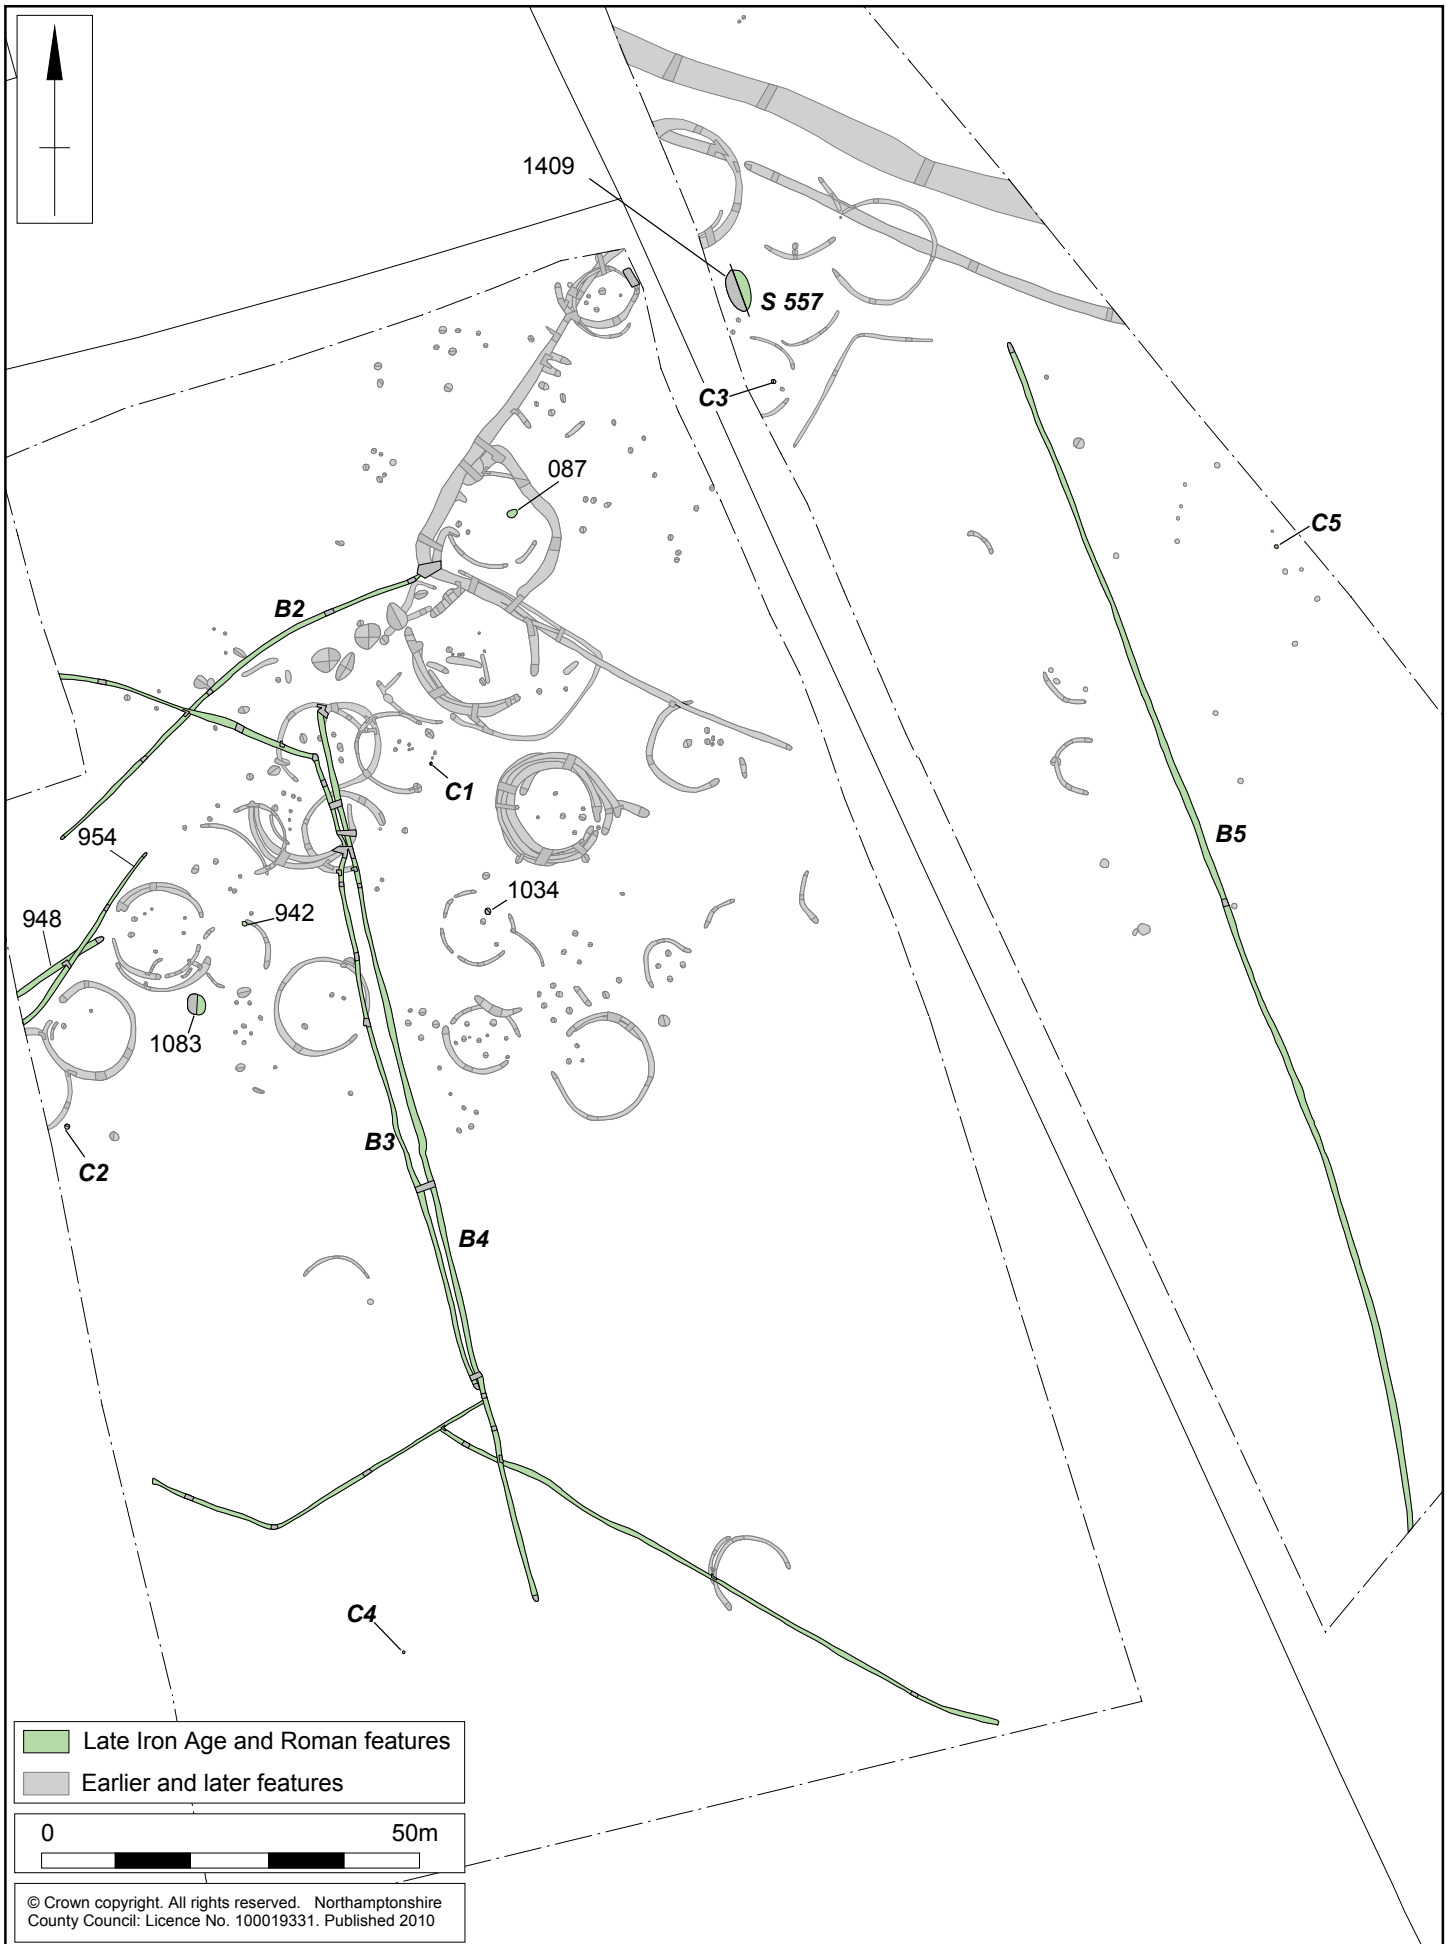 1409
S 557
C3
087
C5
B2
C1
B5
954
1034
948
942
1083
B3
C2
B4
C4
Late Iron Age and Roman features
Earlier and later features
0 50m
© Crown copyright. All rights reserved. Northamptonshire
County Council: Licence No. 100019331. Published 2010